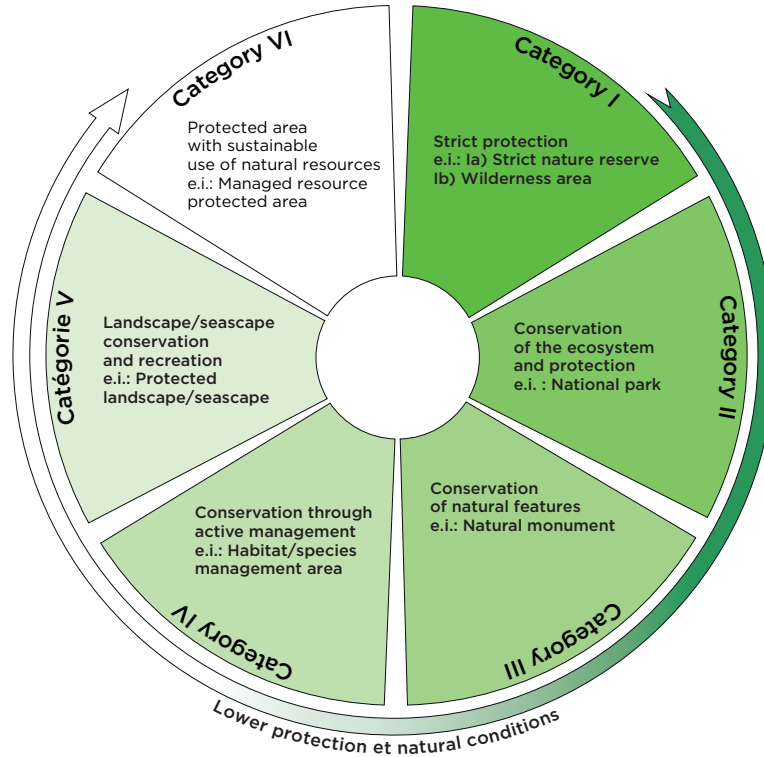 Category I
Strict protection
e.i.: Ia) Strict nature reserve
Ib) Wilderness area
Category II
Conservation
of the ecosystem
and protection
e.i. : National park
Category III
Conservation
of natural features
e.i.: Natural monument
Category IV
Conservation through
active management
e.i.: Habitat/species
management area
Catégorie V
Landscape/seascape
conservation
and recreation
e.i.: Protected
landscape/seascape
Category VI
Protected area
with sustainable
use of natural resources
e.i.: Managed resource
protected area
Lower protection et natural conditions